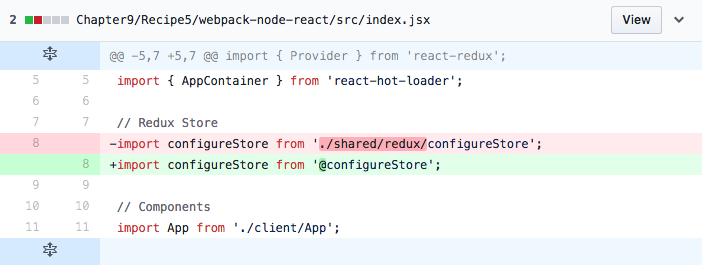 2 Chapter9/Recipe5/webpack-node-react/src/index.jsx View
@@ -5,7 +5,7 @@ import { Provider } from 'react-redux';
5 5 import { AppContainer } from 'react-hot-loader';
6 6
7 7 // Redux Store
8 -import configureStore from './shared/redux/configureStore';
8 +import configureStore from '@configureStore';
9 9
10 10 // Components
11 11 import App from './client/App';